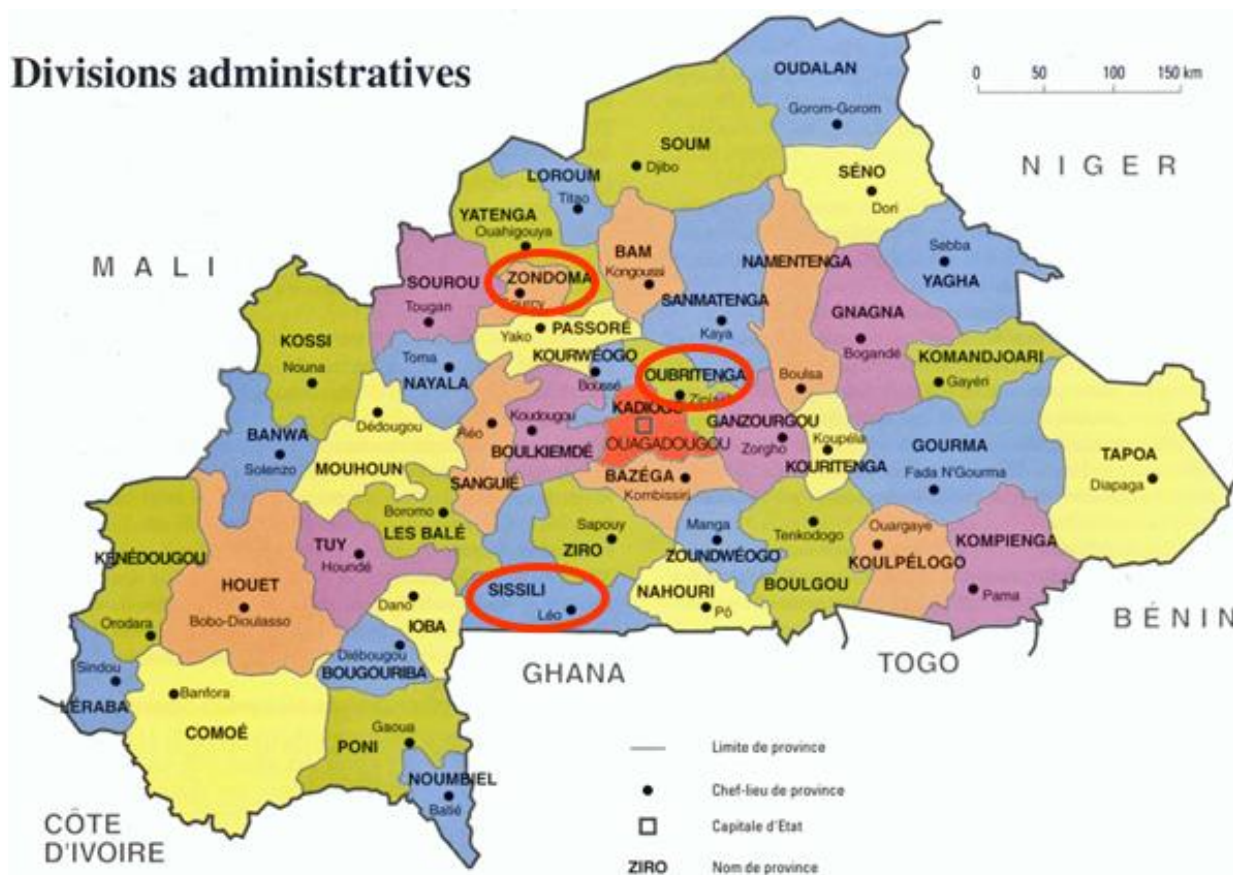 Divisions administratives
0 50 100 150 km
OUDALAN
Gorom-Gorom
SOUM
Djibo
NIGER
SÉNO
Dori
LOROUM
Titao
YATENGA
Ouahigouya
MALI
BAM
Kongoussi
NAMENTENGA
Sebba
YAGHA
SOUROU
Tougan
ZONDOMA
SANMATENGA
Kaya
GNAGNA
Bogandé
KOSSI
Nouna
PASSORÉ
Yako
KOURWÉOGO
Boussé
OUBRITENGA
KOMANDJOARI
Gayéri
Toma
NAYALA
Boulsa
BANWA
Solenzo
Dédougou
MOUHOUN
Réo
SANGUIÉ
Koudougou
BOULKIEMDÉ
OUAGADOUGOU
GANZOURGOU
Zorgho
Koupéla
KOURITENGA
GOURMA
Fada N'Gourma
TAPOA
Diapaga
BAZÉGA
Kombissiri
Boromo
LES BALÉ
Sapouy
ZIRO
Manga
ZOUNDWÉOGO
Tenkodogo
BOULGOU
Ouargaye
KOULPÉLOGO
KOMPIENGA
Pama
KENÉDOUGOU
Orodara
HOUET
Bobo-Dioulasso
TUY
Houndé
SISSILI
Léo
NAHOURI
Pô
Dano
IOBA
BÉNIN
Sindou
LÉRABA
Banfora
COMOÉ
Diébougou
BOUGOURIBA
GHANA
TOGO
Gaoua
PONI
NOUMBIEL
Batié
CÔTE
D'IVOIRE
Limite de province
Chef-lieu de province
Capitale d'Etat
ZIRO Nom de province